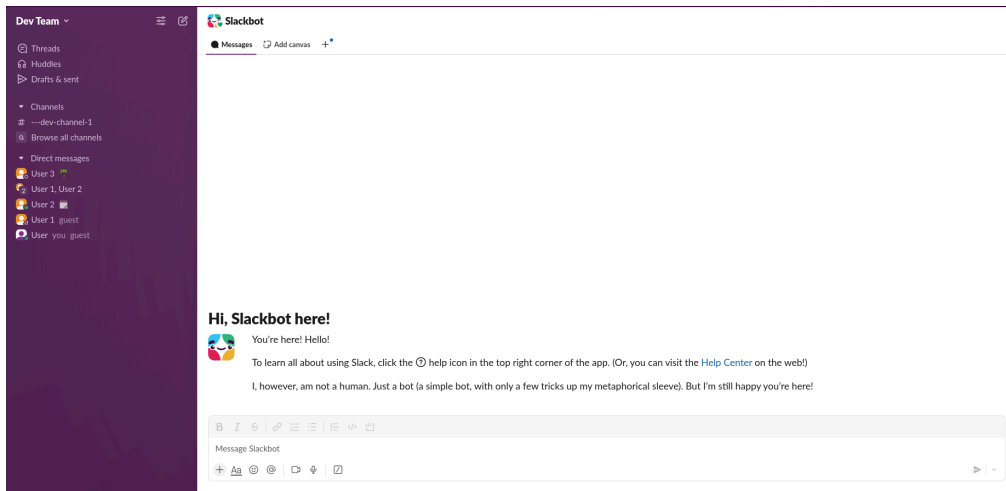 Dev Team
Slackbot
Messages
Add canvas
Threads
Huddles
Drafts & sent
Channels
# ---dev-channel-1
Browse all channels
Direct messages
User 3
2 User 1, User 2
User 2
User 1 guest
User you guest
Hi, Slackbot here!
You're here! Hello!
To learn all about using Slack, click the ? help icon in the top right corner of the app. (Or, you can visit the Help Center on the web!)
I, however, am not a human. Just a bot (a simple bot, with only a few tricks up my metaphorical sleeve). But I'm still happy you're here!
B I S
Message Slackbot
+ Aa @